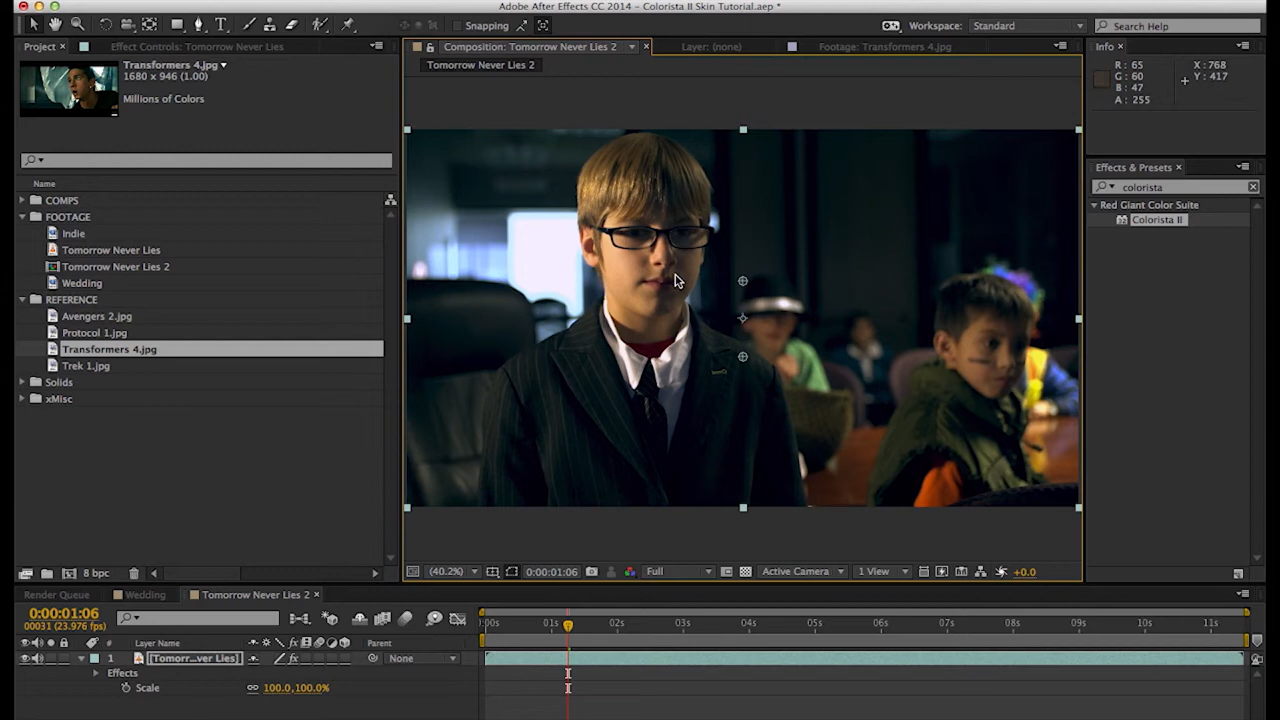 Adobe After Effects CC 2014 - Colorista II Skin Tutorial.aep *
Snapping
Workspace: Standard
Search Help
Project × Effect Controls: Tomorrow Never Lies
Composition: Tomorrow Never Lies 2 × Layer: (none) Footage: Transformers 4.jpg
Info ×
Transformers 4.jpg
1680 x 946 (1.00)
Millions of Colors
Tomorrow Never Lies 2
R: 65
G: 60
B: 47
A: 255
X: 768
Y: 417
Effects & Presets ×
colorista
Red Giant Color Suite
Colorista II
Name
COMPS
FOOTAGE
Indie
Tomorrow Never Lies
Tomorrow Never Lies 2
Wedding
REFERENCE
Avengers 2.jpg
Protocol 1.jpg
Transformers 4.jpg
Trek 1.jpg
Solids
xMisc
8 bpc
(40.2%) 0:00:01:06 Full Active Camera 1 View +0.0
Render Queue Wedding Tomorrow Never Lies 2 ×
0:00:01:06
00031 (23.976 fps)
:00s 01s 02s 03s 04s 05s 06s 07s 08s 09s 10s 11s
# Layer Name fx Parent
1 [Tomorr...ver Lies] fx None
Effects
Scale 100.0,100.0%